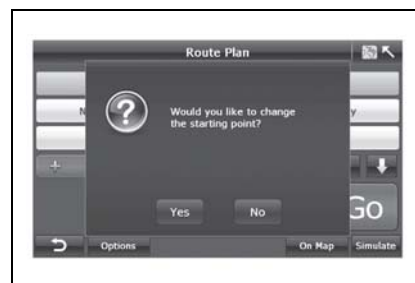 Route Plan
Would you like to change
the starting point?
Yes
No
Go
Options
On Map
Simulate